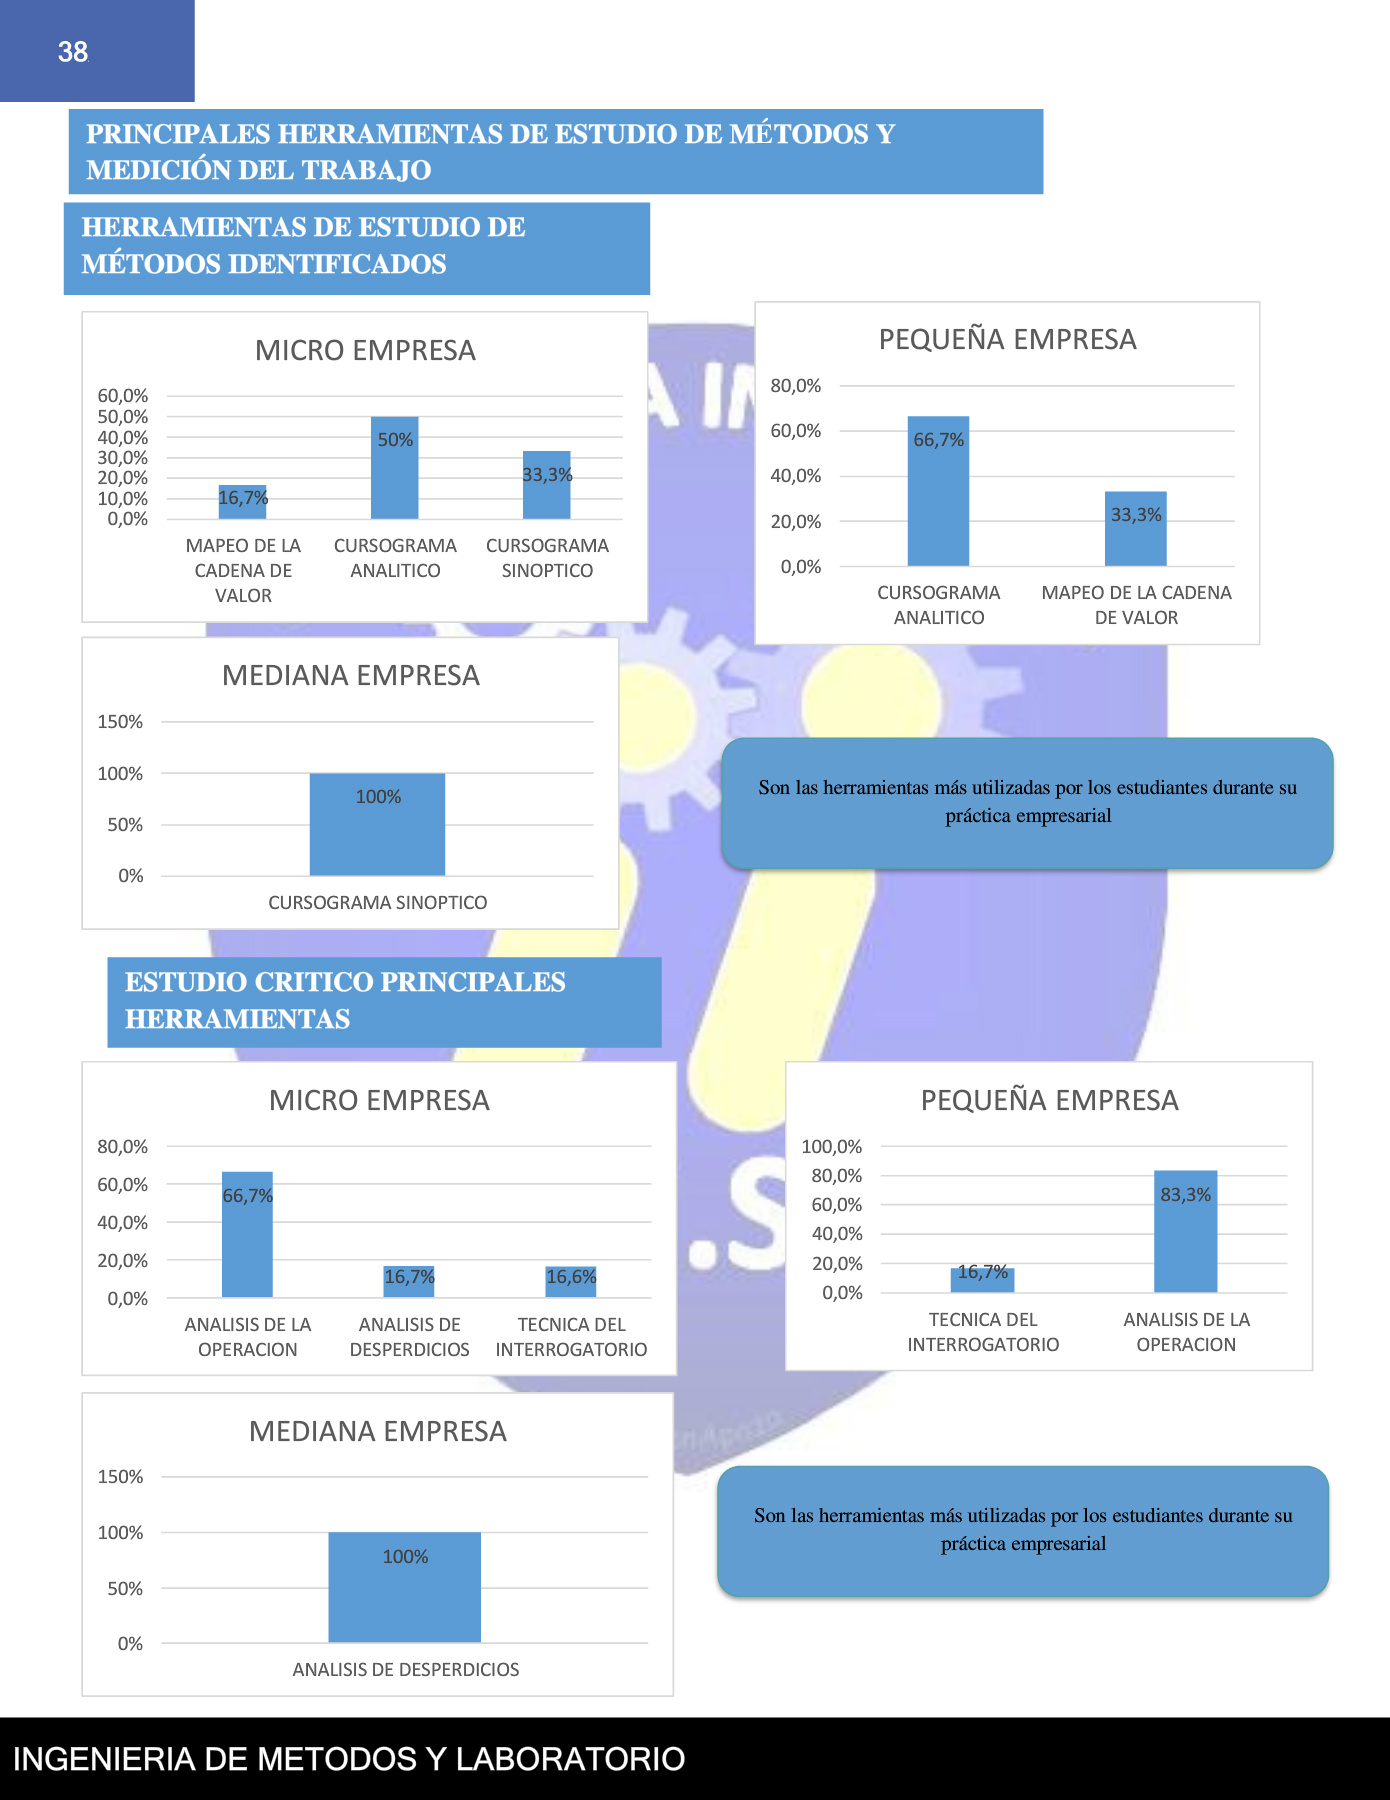 38
PRINCIPALES HERRAMIENTAS DE ESTUDIO DE MÉTODOS Y
MEDICIÓN DEL TRABAJO
HERRAMIENTAS DE ESTUDIO DE
MÉTODOS IDENTIFICADOS
MICRO EMPRESA
60,0%
50,0%
40,0%
30,0%
20,0%
10,0%
0,0%
16,7%
50%
33,3%
MAPEO DE LA
CADENA DE
VALOR
CURSOGRAMA
ANALITICO
CURSOGRAMA
SINOPTICO
PEQUEÑA EMPRESA
80,0%
60,0%
40,0%
20,0%
0,0%
66,7%
33,3%
CURSOGRAMA
ANALITICO
MAPEO DE LA CADENA
DE VALOR
MEDIANA EMPRESA
150%
100%
50%
0%
100%
CURSOGRAMA SINOPTICO
Son las herramientas más utilizadas por los estudiantes durante su
práctica empresarial
ESTUDIO CRITICO PRINCIPALES
HERRAMIENTAS
MICRO EMPRESA
80,0%
60,0%
40,0%
20,0%
0,0%
66,7%
16,7%
16,6%
ANALISIS DE LA
OPERACION
ANALISIS DE
DESPERDICIOS
TECNICA DEL
INTERROGATORIO
PEQUEÑA EMPRESA
100,0%
80,0%
60,0%
40,0%
20,0%
0,0%
16,7%
83,3%
TECNICA DEL
INTERROGATORIO
ANALISIS DE LA
OPERACION
MEDIANA EMPRESA
150%
100%
50%
0%
100%
ANALISIS DE DESPERDICIOS
Son las herramientas más utilizadas por los estudiantes durante su
práctica empresarial
INGENIERIA DE METODOS Y LABORATORIO